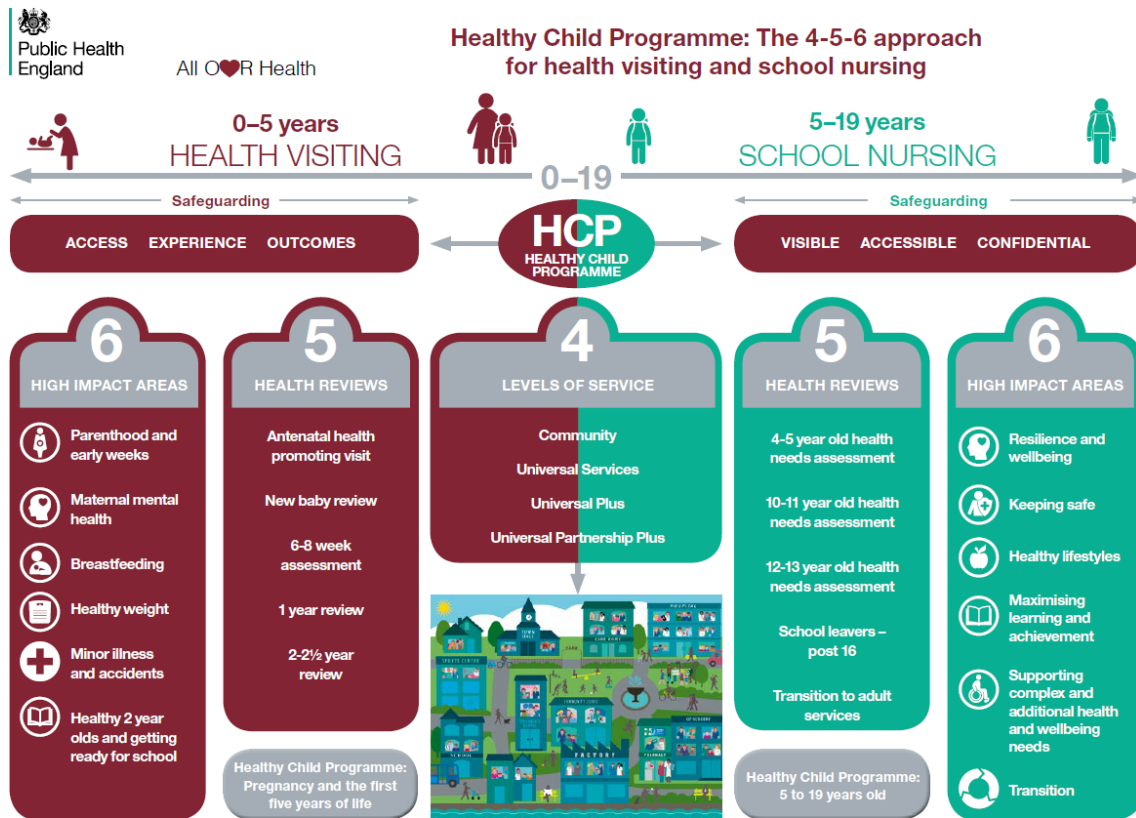 Public Health
England
All O♥R Health
Healthy Child Programme: The 4-5-6 approach
for health visiting and school nursing
0–5 years
HEALTH VISITING
5–19 years
SCHOOL NURSING
0–19
Safeguarding
Safeguarding
ACCESS EXPERIENCE OUTCOMES
HCP
HEALTHY CHILD
PROGRAMME
VISIBLE ACCESSIBLE CONFIDENTIAL
6
HIGH IMPACT AREAS
Parenthood and
early weeks
Maternal mental
health
Breastfeeding
Healthy weight
Minor illness
and accidents
Healthy 2 year
olds and getting
ready for school
5
HEALTH REVIEWS
Antenatal health
promoting visit
New baby review
6-8 week
assessment
1 year review
2-2½ year
review
Healthy Child Programme:
Pregnancy and the first
five years of life
4
LEVELS OF SERVICE
Community
Universal Services
Universal Plus
Universal Partnership Plus
TOWN
HALL
SPORTS CENTRE
SCHOOL
FACTORY
PHARMACY
5
HEALTH REVIEWS
4-5 year old health
needs assessment
10-11 year old health
needs assessment
12-13 year old health
needs assessment
School leavers –
post 16
Transition to adult
services
Healthy Child Programme:
5 to 19 years old
6
HIGH IMPACT AREAS
Resilience and
wellbeing
Keeping safe
Healthy lifestyles
Maximising
learning and
achievement
Supporting
complex and
additional health
and wellbeing
needs
Transition